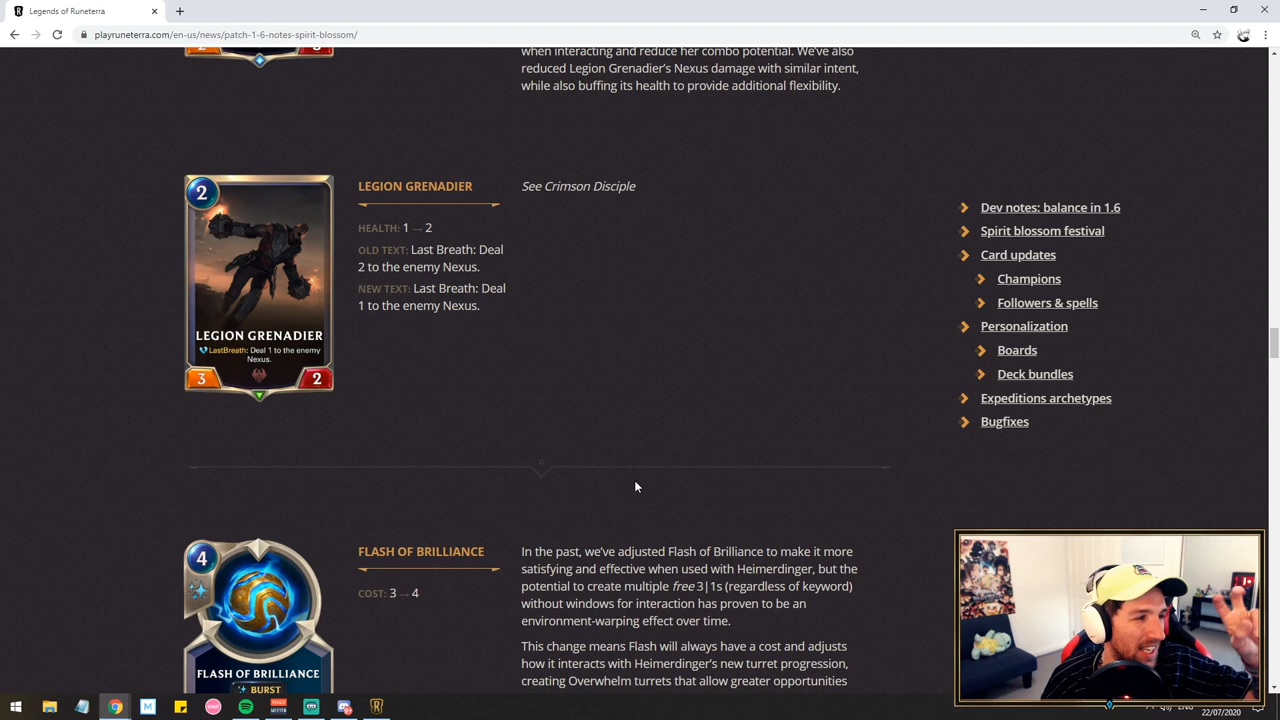 Legends of Runeterra
playruneterra.com/en-us/news/patch-1-6-notes-spirit-blossom/
when interacting and reduce her combo potential. We've also
reduced Legion Grenadier's Nexus damage with similar intent,
while also buffing its health to provide additional flexibility.
2
LEGION GRENADIER
See Crimson Disciple
HEALTH: 1 → 2
OLD TEXT: Last Breath: Deal
2 to the enemy Nexus.
NEW TEXT: Last Breath: Deal
1 to the enemy Nexus.
LEGION GRENADIER
LastBreath: Deal 1 to the enemy
Nexus.
3
2
Dev notes: balance in 1.6
Spirit blossom festival
Card updates
Champions
Followers & spells
Personalization
Boards
Deck bundles
Expeditions archetypes
Bugfixes
4
FLASH OF BRILLIANCE
COST: 3 → 4
In the past, we've adjusted Flash of Brilliance to make it more
satisfying and effective when used with Heimerdinger, but the
potential to create multiple free 3|1s (regardless of keyword)
without windows for interaction has proven to be an
environment-warping effect over time.
This change means Flash will always have a cost and adjusts
how it interacts with Heimerdinger's new turret progression,
creating Overwhelm turrets that allow greater opportunities
FLASH OF BRILLIANCE
BURST
22/07/2020